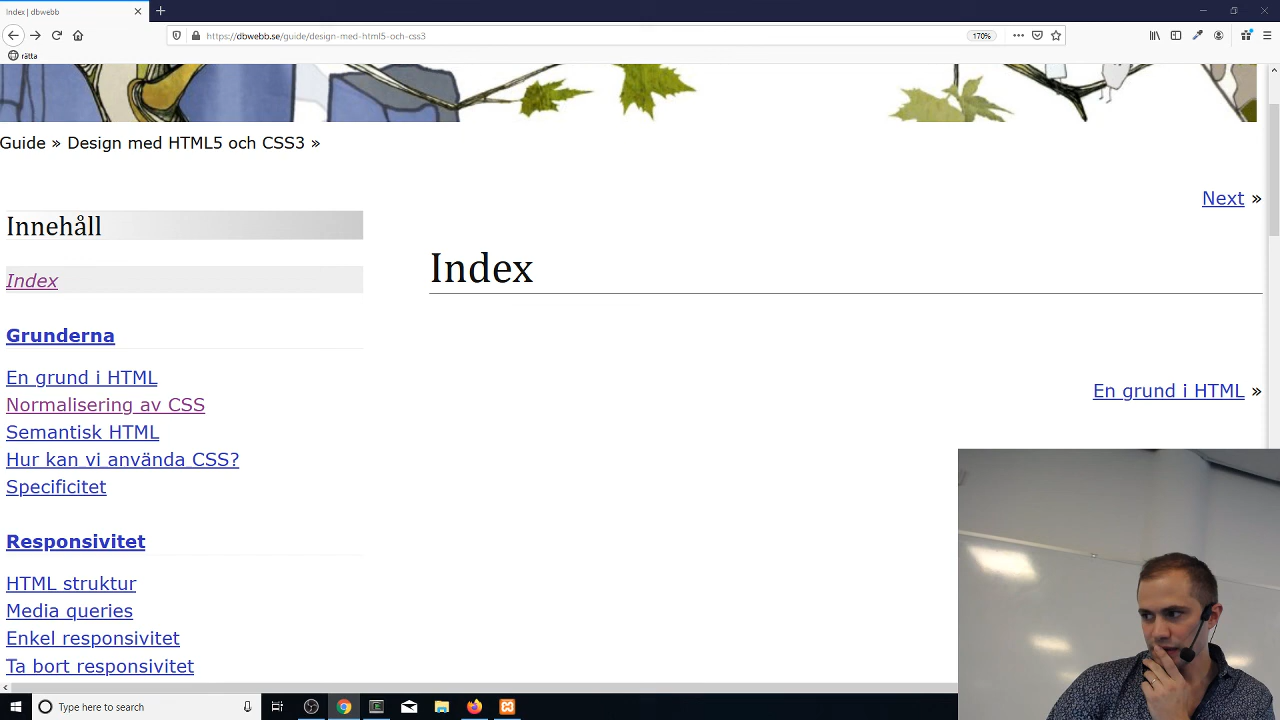 Index | dbwebb
https://dbwebb.se/guide/design-med-html5-och-css3
170%
rätta
Guide » Design med HTML5 och CSS3 »
Next »
Innehåll
Index
Index
Grunderna
En grund i HTML
Normalisering av CSS
En grund i HTML »
Semantisk HTML
Hur kan vi använda CSS?
Specificitet
Responsivitet
HTML struktur
Media queries
Enkel responsivitet
Ta bort responsivitet
Type here to search